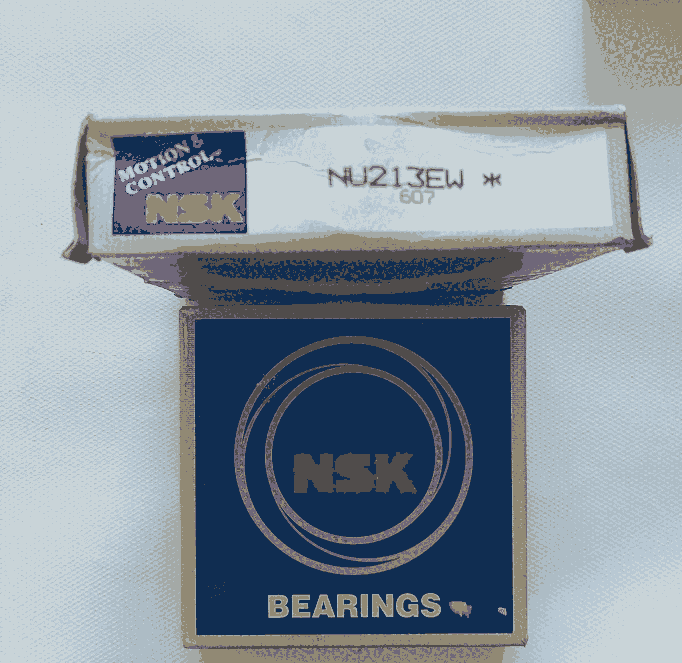 MOTION &
CONTROL
NSK
NU213EW *
607
NSK
BEARINGS